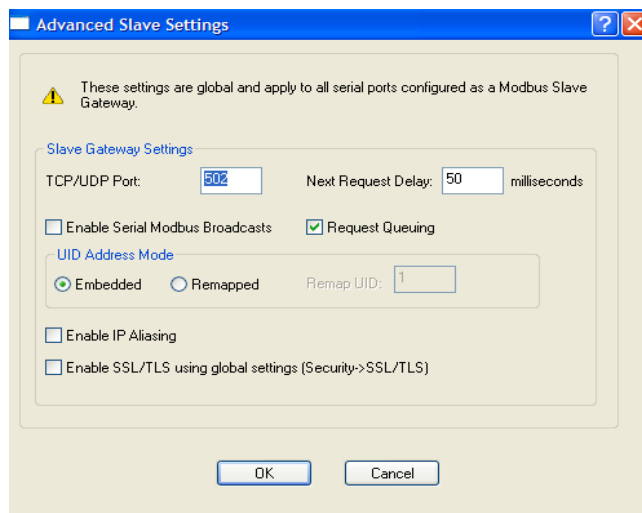 Advanced Slave Settings
These settings are global and apply to all serial ports configured as a Modbus Slave
Gateway.
Slave Gateway Settings
TCP/UDP Port: 502 Next Request Delay: 50 milliseconds
Enable Serial Modbus Broadcasts Request Queuing
UID Address Mode
Embedded Remapped Remap UID: 1
Enable IP Aliasing
Enable SSL/TLS using global settings (Security->SSL/TLS)
OK Cancel